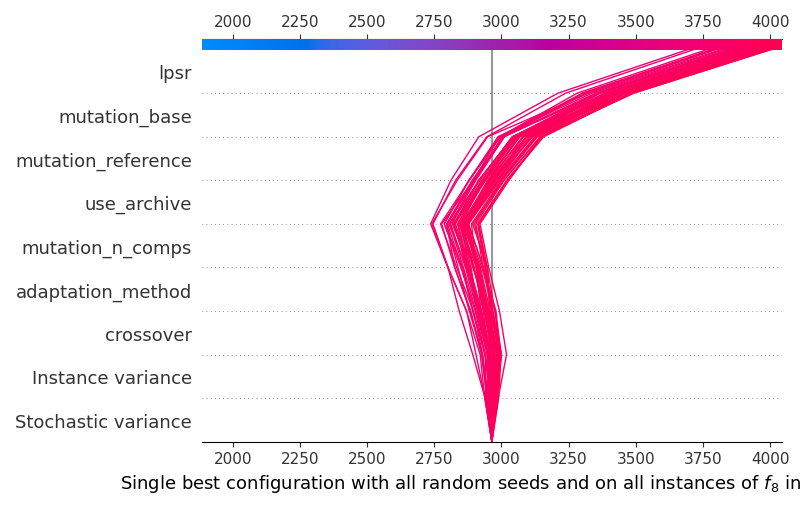 2000 2250 2500 2750 3000 3250 3500 3750 4000
lpsr
mutation_base
mutation_reference
use_archive
mutation_n_comps
adaptation_method
crossover
Instance variance
Stochastic variance
2000 2250 2500 2750 3000 3250 3500 3750 4000
Single best configuration with all random seeds and on all instances of f8 in